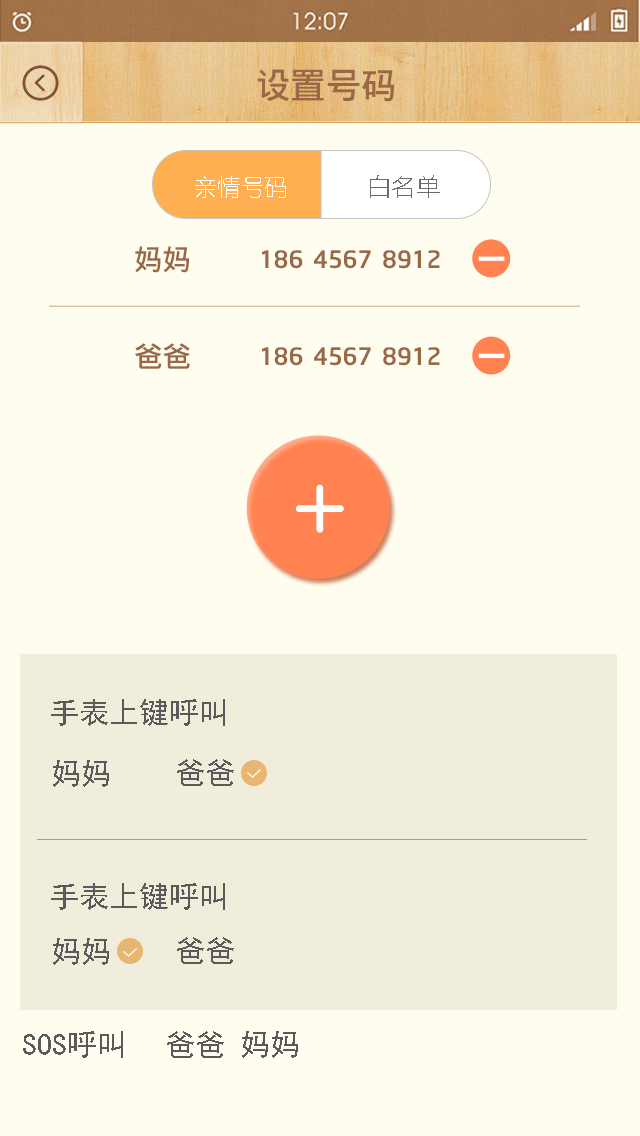 12:07
设置号码
亲情号码 白名单
妈妈 186 4567 8912
爸爸 186 4567 8912
手表上键呼叫
妈妈 爸爸
手表上键呼叫
妈妈 爸爸
SOS呼叫 爸爸 妈妈